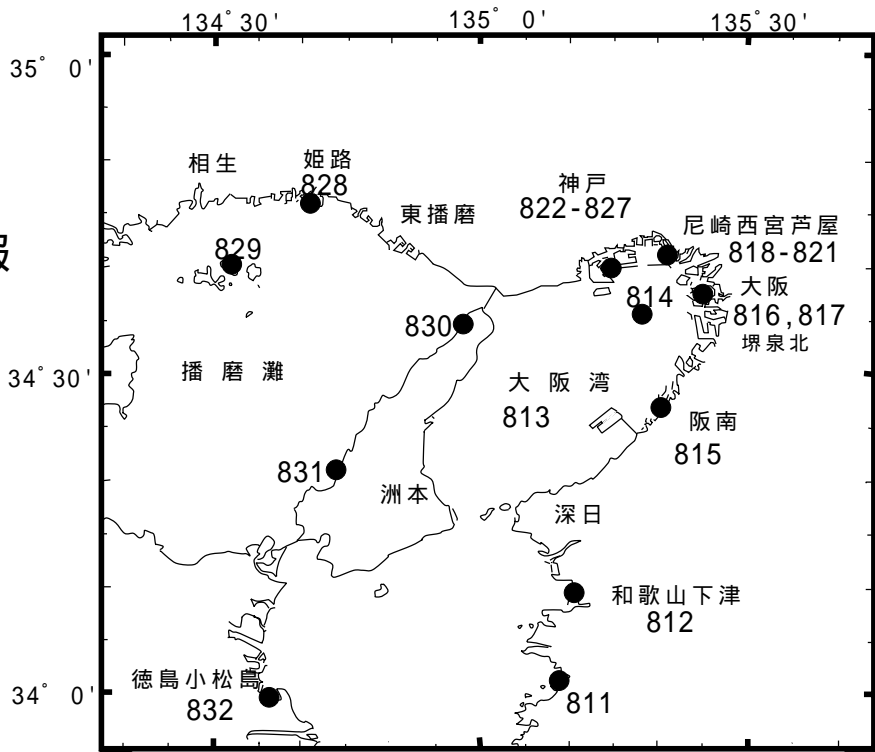 134° 30'
135° 0'
135° 30'
35° 0'
相生
姫路
828
神戸
822-827
東播磨
尼崎西宮芦屋
818-821
報
829
大阪
816,817
814
830
堺泉北
34° 30'
播磨灘
大阪湾
813
阪南
815
831
洲本
深日
和歌山下津
812
徳島小松島
832
34° 0'
811